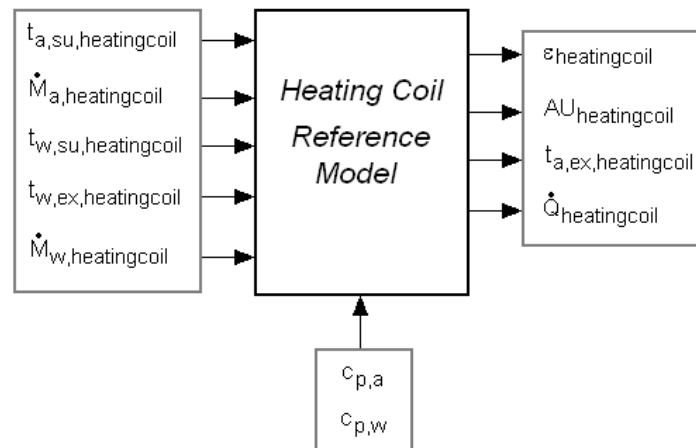 t_a,su,heatingcoil
Ṁ_a,heatingcoil
t_w,su,heatingcoil
t_w,ex,heatingcoil
Ṁ_w,heatingcoil
Heating Coil
Reference
Model
ε_heatingcoil
AU_heatingcoil
t_a,ex,heatingcoil
Q̇_heatingcoil
c_p,a
c_p,w